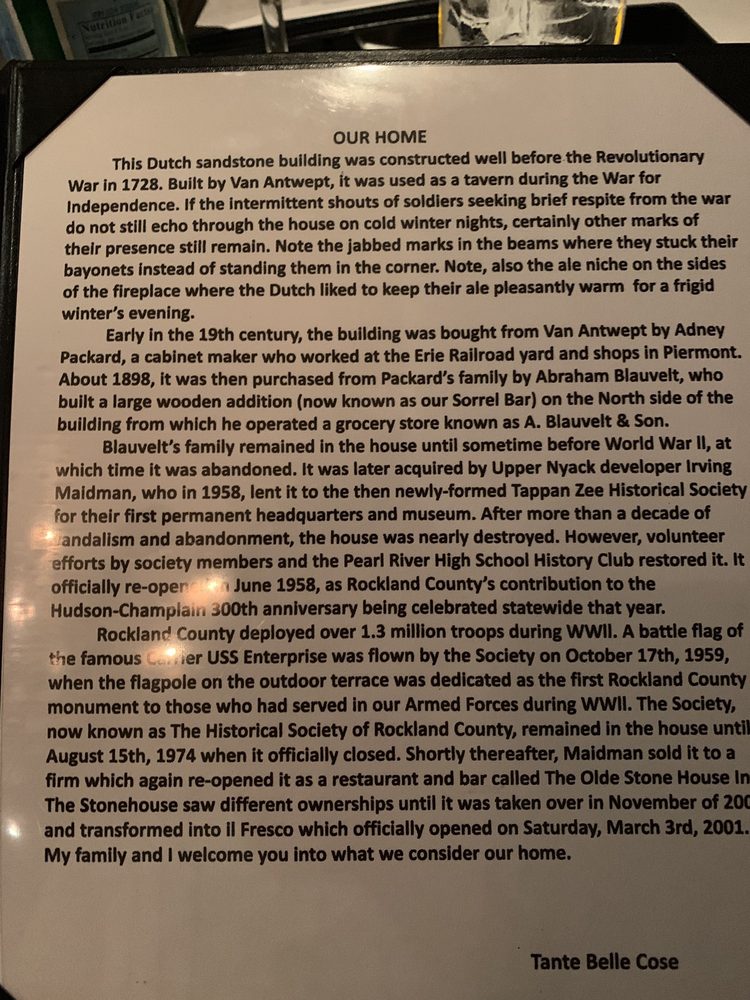 Nutrition Facts
OUR HOME
This Dutch sandstone building was constructed well before the Revolutionary
War in 1728. Built by Van Antwept, it was used as a tavern during the War for
Independence. If the intermittent shouts of soldiers seeking brief respite from the war
do not still echo through the house on cold winter nights, certainly other marks of
their presence still remain. Note the jabbed marks in the beams where they stuck their
bayonets instead of standing them in the corner. Note, also the ale niche on the sides
of the fireplace where the Dutch liked to keep their ale pleasantly warm for a frigid
winter's evening.
Early in the 19th century, the building was bought from Van Antwept by Adney
Packard, a cabinet maker who worked at the Erie Railroad yard and shops in Piermont.
About 1898, it was then purchased from Packard's family by Abraham Blauvelt, who
built a large wooden addition (now known as our Sorrel Bar) on the North side of the
building from which he operated a grocery store known as A. Blauvelt & Son.
Blauvelt's family remained in the house until sometime before World War II, at
which time it was abandoned. It was later acquired by Upper Nyack developer Irving
Maidman, who in 1958, lent it to the then newly-formed Tappan Zee Historical Society
for their first permanent headquarters and museum. After more than a decade of
vandalism and abandonment, the house was nearly destroyed. However, volunteer
efforts by society members and the Pearl River High School History Club restored it. It
officially re-opened in June 1958, as Rockland County's contribution to the
Hudson-Champlain 300th anniversary being celebrated statewide that year.
Rockland County deployed over 1.3 million troops during WWII. A battle flag of
the famous Carrier USS Enterprise was flown by the Society on October 17th, 1959,
when the flagpole on the outdoor terrace was dedicated as the first Rockland County
monument to those who had served in our Armed Forces during WWII. The Society,
now known as The Historical Society of Rockland County, remained in the house until
August 15th, 1974 when it officially closed. Shortly thereafter, Maidman sold it to a
firm which again re-opened it as a restaurant and bar called The Olde Stone House In
The Stonehouse saw different ownerships until it was taken over in November of 200
and transformed into il Fresco which officially opened on Saturday, March 3rd, 2001.
My family and I welcome you into what we consider our home.
Tante Belle Cose